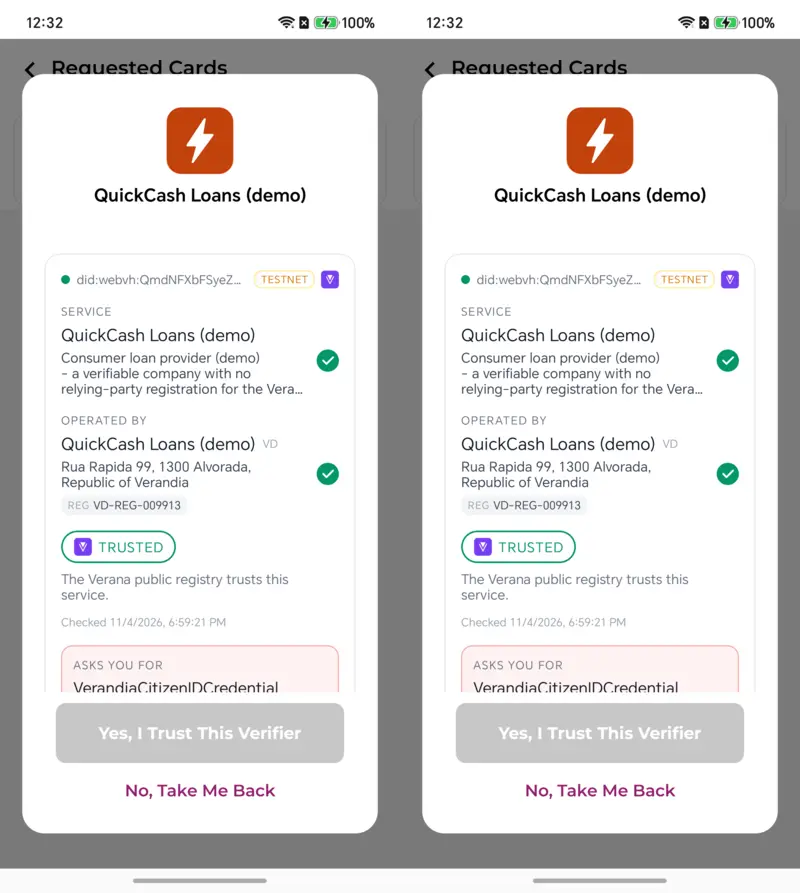 12:32
100%
Requested Cards
QuickCash Loans (demo)
did:webvh:QmdNFXbFSyeZ...
TESTNET
SERVICE
QuickCash Loans (demo)
Consumer loan provider (demo)
- a verifiable company with no
relying-party registration for the Vera...
OPERATED BY
QuickCash Loans (demo) VD
Rua Rapida 99, 1300 Alvorada,
Republic of Verandia
REG VD-REG-009913
TRUSTED
The Verana public registry trusts this
service.
Checked 11/4/2026, 6:59:21 PM
ASKS YOU FOR
VerandiaCitizenIDCredential
Yes, I Trust This Verifier
No, Take Me Back
12:32
100%
Requested Cards
QuickCash Loans (demo)
did:webvh:QmdNFXbFSyeZ...
TESTNET
SERVICE
QuickCash Loans (demo)
Consumer loan provider (demo)
- a verifiable company with no
relying-party registration for the Vera...
OPERATED BY
QuickCash Loans (demo) VD
Rua Rapida 99, 1300 Alvorada,
Republic of Verandia
REG VD-REG-009913
TRUSTED
The Verana public registry trusts this
service.
Checked 11/4/2026, 6:59:21 PM
ASKS YOU FOR
VerandiaCitizenIDCredential
Yes, I Trust This Verifier
No, Take Me Back